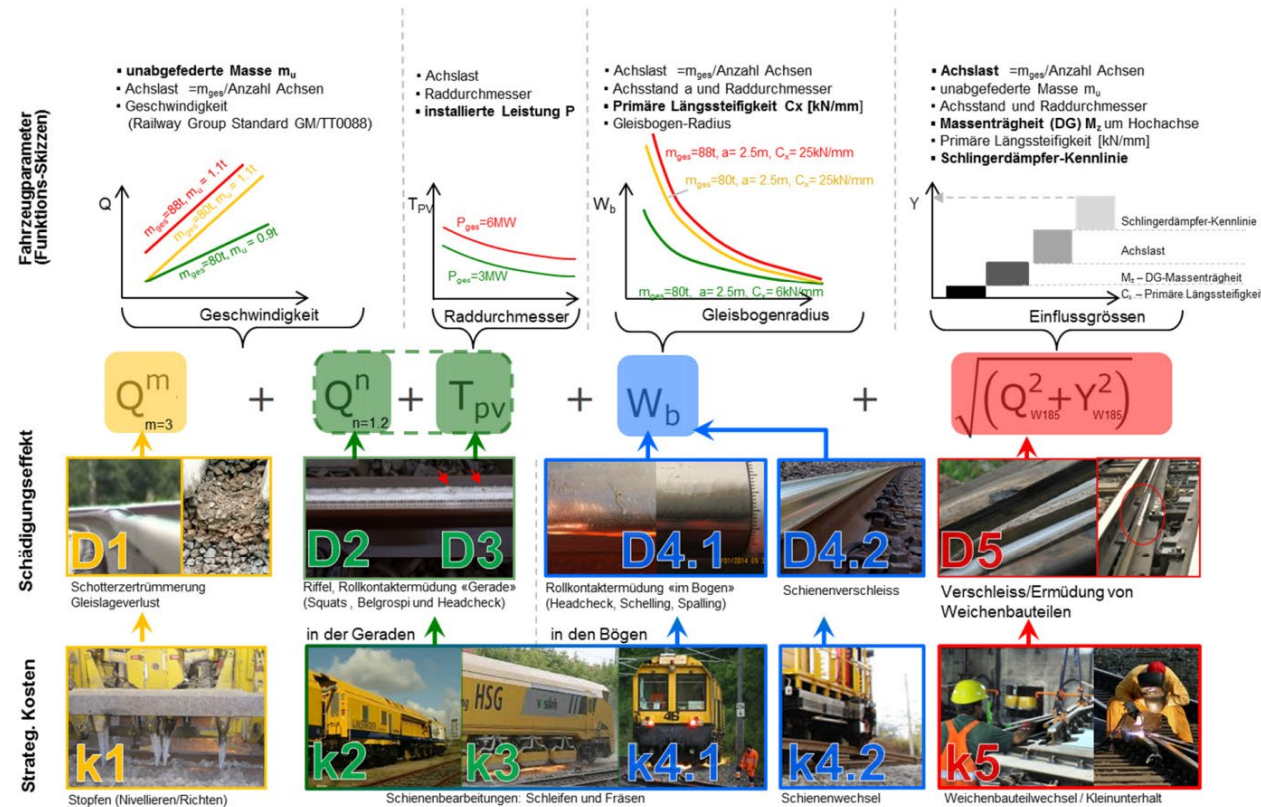 Fahrzeugparameter
(Funktions-Skizzen)
▪ unabgefederte Masse mu
▪ Achslast =mges/Anzahl Achsen
▪ Geschwindigkeit
(Railway Group Standard GM/TT0088)
Q
mges=88t, mu = 1.1t
mges=80t, mu = 1.1t
mges=80t, mu = 0.9t
Geschwindigkeit
▪ Achslast
▪ Raddurchmesser
▪ installierte Leistung P
TPV
Pges=6MW
Pges=3MW
Raddurchmesser
▪ Achslast =mges/Anzahl Achsen
▪ Achsstand a und Raddurchmesser
▪ Primäre Längssteifigkeit Cx [kN/mm]
▪ Gleisbogen-Radius
Wb
mges=88t, a= 2.5m, Cx= 25kN/mm
mges=80t, a= 2.5m, Cx= 25kN/mm
mges=80t, a= 2.5m, Cx= 6kN/mm
Gleisbogenradius
▪ Achslast =mges/Anzahl Achsen
▪ unabgefederte Masse mu
▪ Achsstand und Raddurchmesser
▪ Massenträgheit (DG) Mz um Hochachse
▪ Primäre Längssteifigkeit [kN/mm]
▪ Schlingerdämpfer-Kennlinie
Y
Schlingerdämpfer-Kennlinie
Achslast
Mz – DG-Massenträgheit
Cx – Primäre Längssteifigkeit
Einflussgrössen
Qm m=3 + Qn n=1.2 + Tpv + Wb + √(Q2W185+Y2W185)
Schädigungseffekt
D1
D2
D3
D4.1
D4.2
D5
Schotterzertrümmerung
Gleislageverlust
Riffel, Rollkontaktermüdung «Gerade»
(Squats , Belgrospi und Headcheck)
Rollkontaktermüdung «im Bogen»
(Headcheck, Schelling, Spalling)
Schienenverschleiss
Verschleiss/Ermüdung von
Weichenbauteilen
in der Geraden
in den Bögen
Strateg. Kosten
k1
k2
HSG
k3
k4.1
k4.2
k5
Stopfen (Nivellieren/Richten)
Schienenbearbeitungen: Schleifen und Fräsen
Schienenwechsel
Weichenbauteilwechsel / Kleinunterhalt